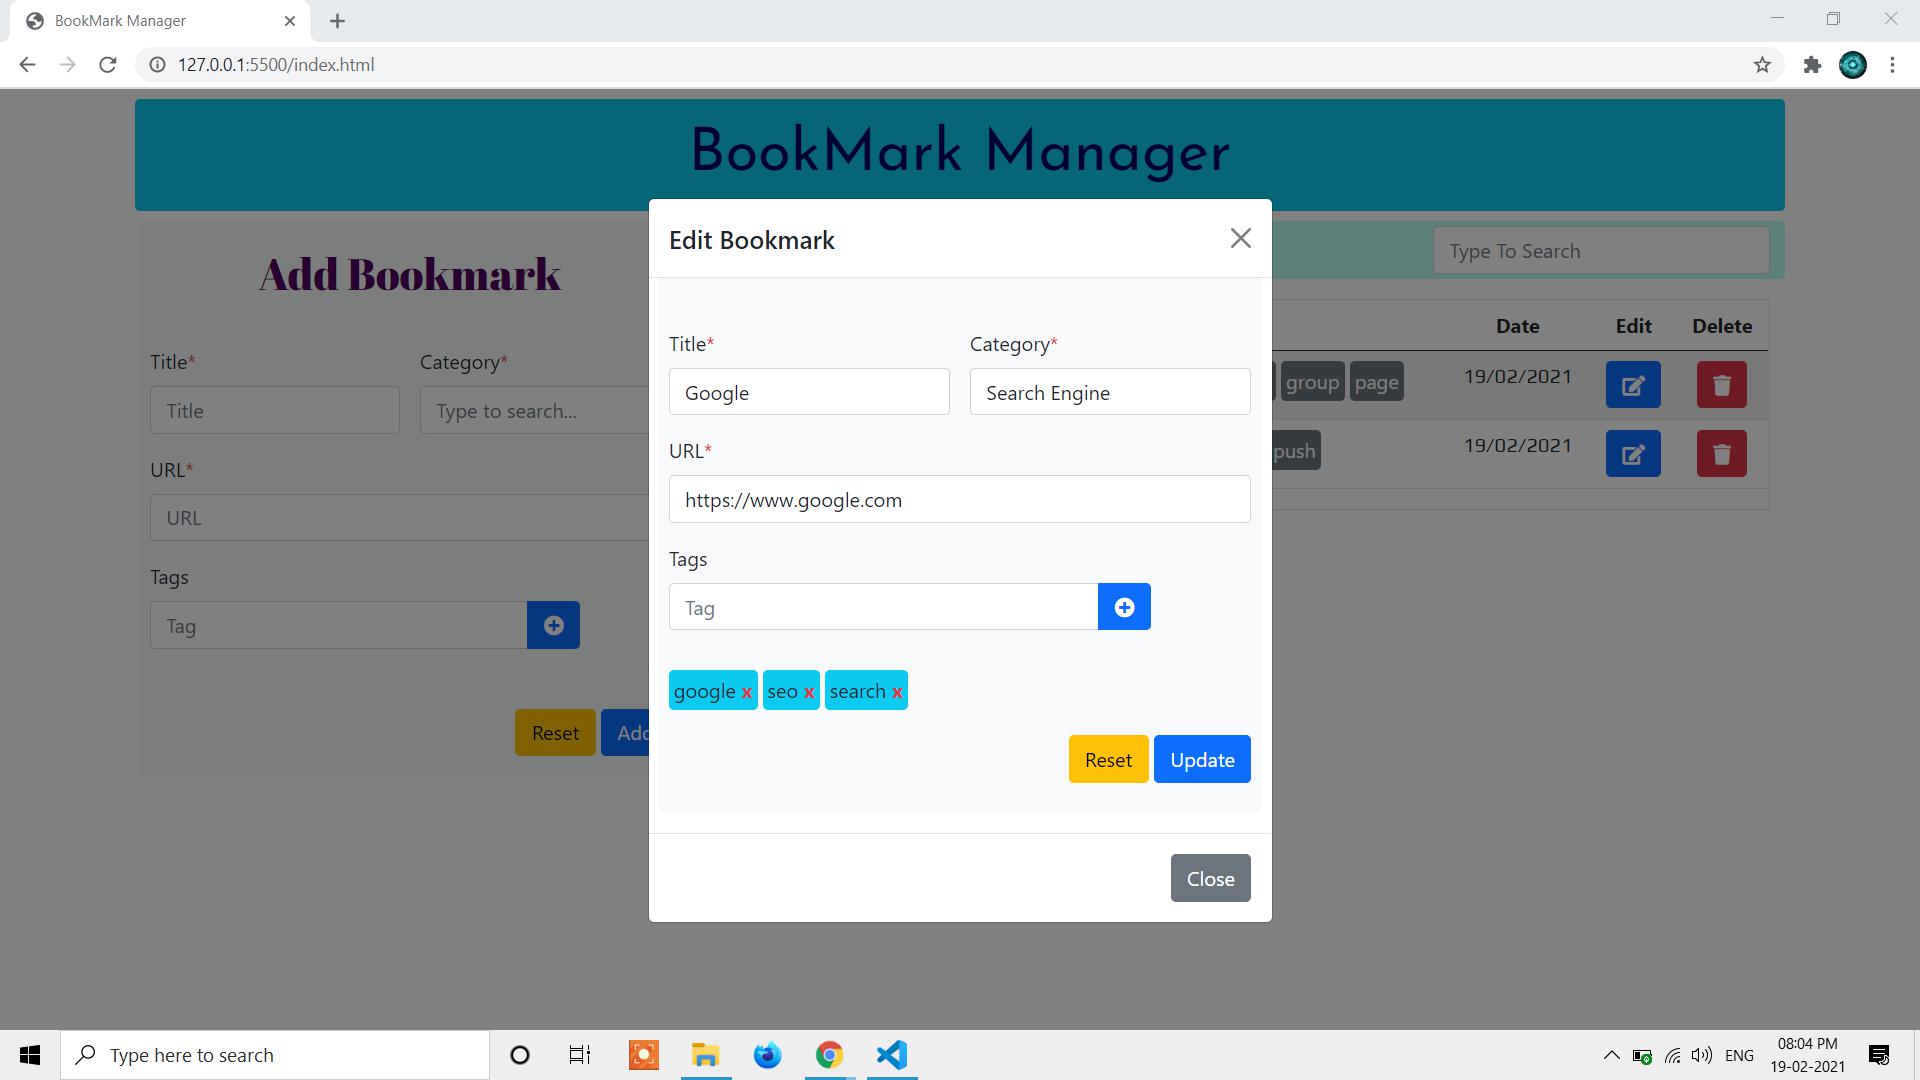 BookMark Manager
127.0.0.1:5500/index.html
BookMark Manager
Add Bookmark
Title*
Category*
Title
Type to search...
URL*
URL
Tags
Tag
Reset
Edit Bookmark
Title*
Category*
Google
Search Engine
URL*
https://www.google.com
Tags
Tag
google x seo x search x
Reset Update
Close
Type To Search
Date Edit Delete
group page 19/02/2021
push 19/02/2021
Type here to search
ENG
08:04 PM
19-02-2021